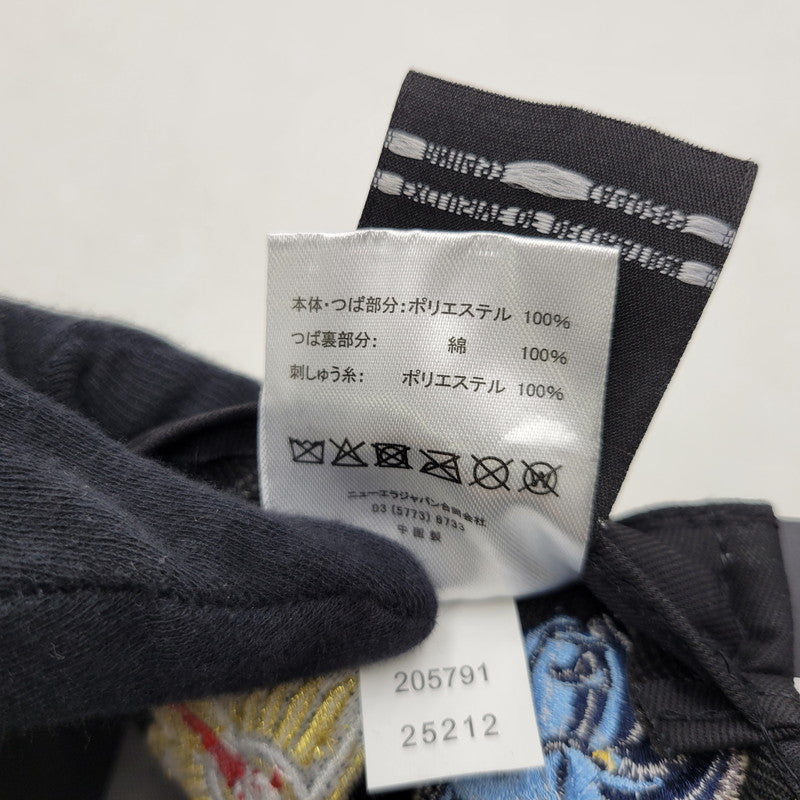 本体・つば部分:ポリエステル 100%
つば裏部分: 綿 100%
刺しゅう糸: ポリエステル 100%
ニューエラジャパン合同会社
03 (5773) 6733
中国製
205791
25212